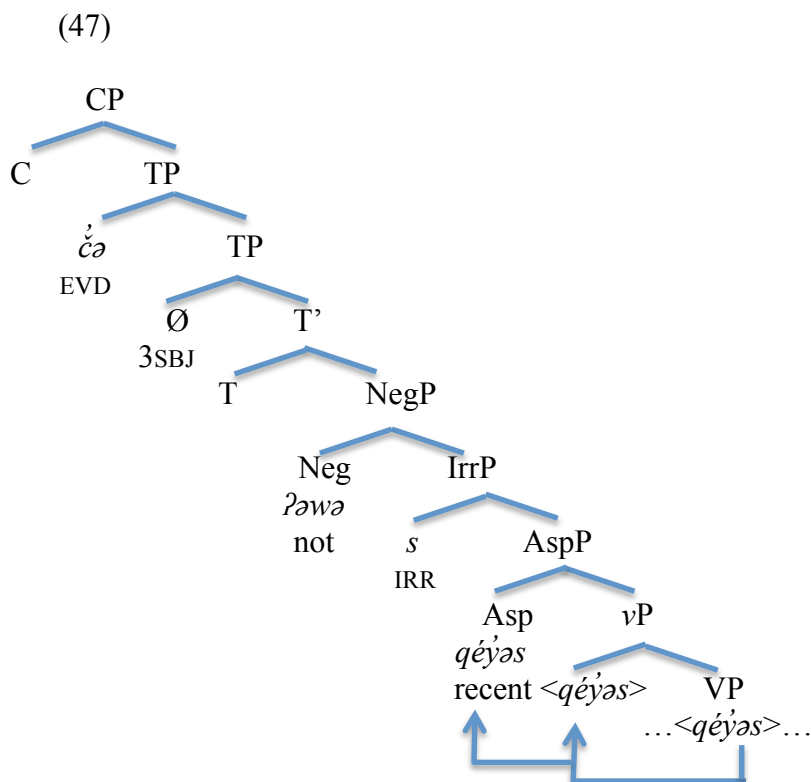 (47)
CP
C TP
č̓ə TP
EVD
Ø T’
3SBJ
T NegP
Neg IrrP
ʔəwə s AspP
not IRR
Asp vP
qéy̓əs
recent <qéy̓əs> VP
…<qéy̓əs>…